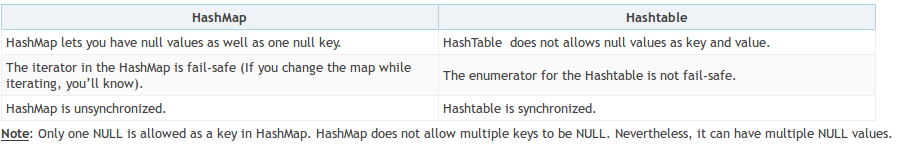 HashMap Hashtable
HashMap lets you have null values as well as one null key. HashTable does not allows null values as key and value.
The iterator in the HashMap is fail-safe (If you change the map while
iterating, you’ll know).
The enumerator for the Hashtable is not fail-safe.
HashMap is unsynchronized. Hashtable is synchronized.
Note: Only one NULL is allowed as a key in HashMap. HashMap does not allow multiple keys to be NULL. Nevertheless, it can have multiple NULL values.